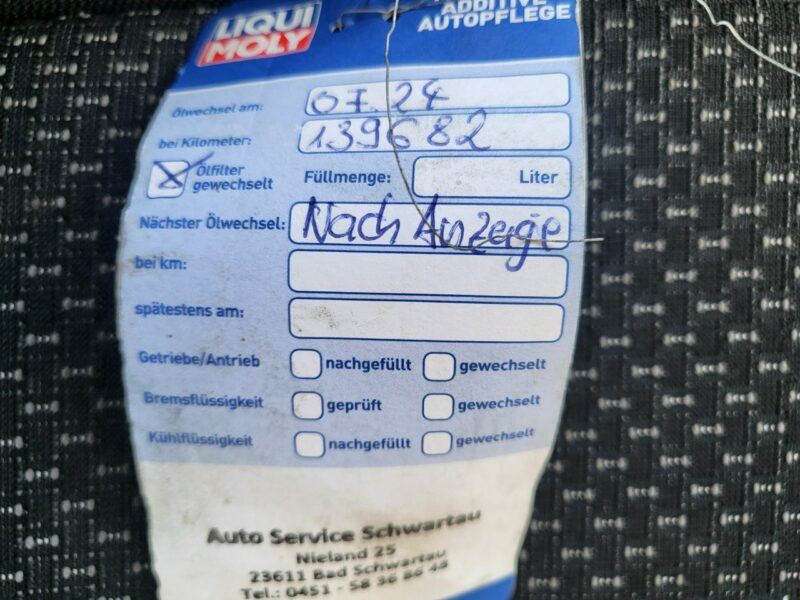 LIQUI MOLY
ADDITIVE
AUTOPFLEGE
Ölwechsel am: 07.24
bei Kilometer: 139682
Ölfilter gewechselt
Füllmenge: Liter
Nächster Ölwechsel: Nach Anzeige
bei km:
spätestens am:
Getriebe/Antrieb nachgefüllt gewechselt
Bremsflüssigkeit geprüft gewechselt
Kühlflüssigkeit nachgefüllt gewechselt
Auto Service Schwartau
Nieland 25
23611 Bad Schwartau
Tel.: 0451 - 58 36 86 48